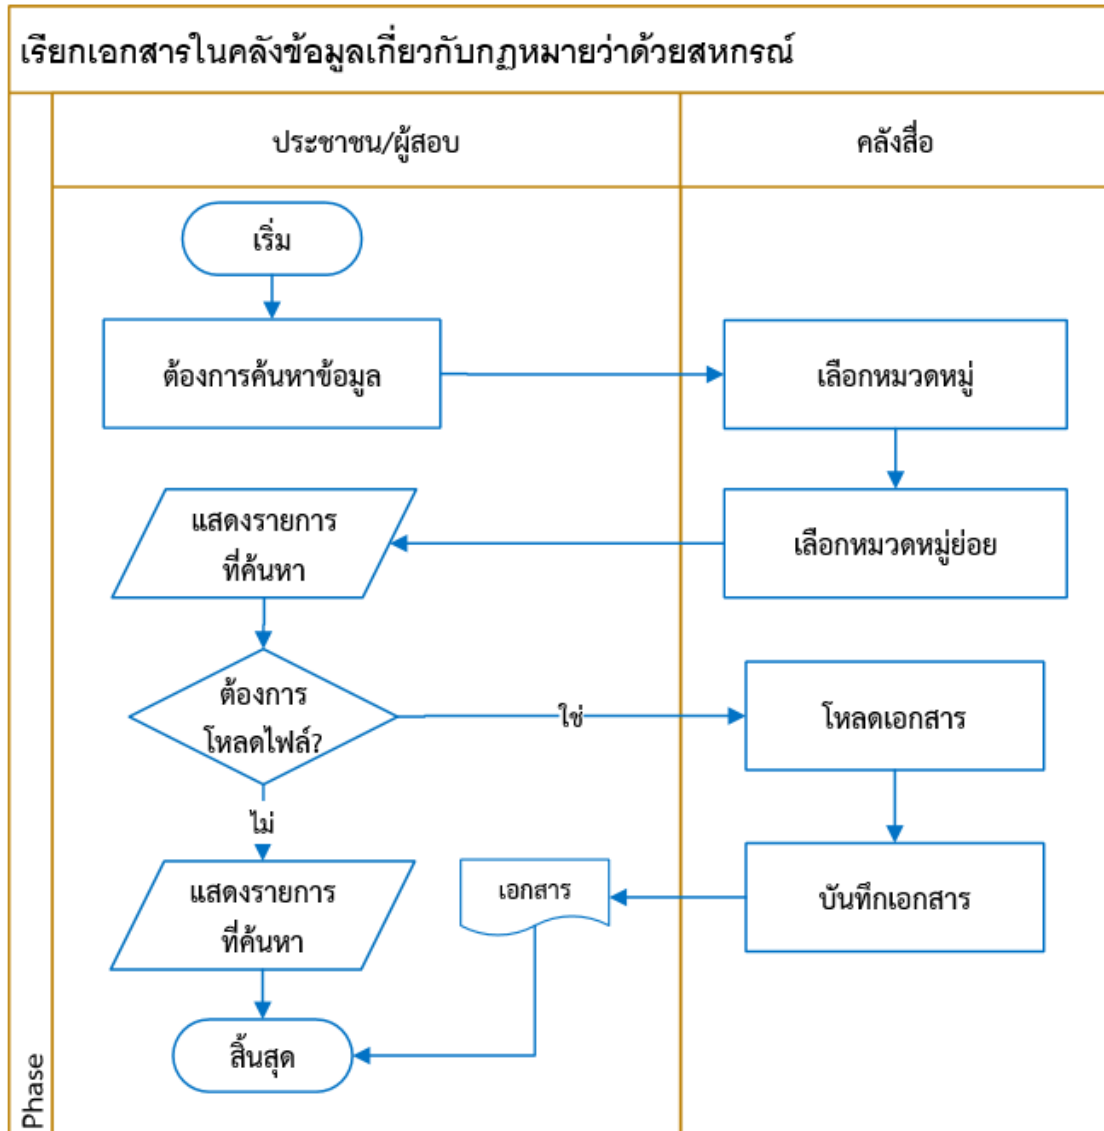 เรียกเอกสารในคลังข้อมูลเกี่ยวกับกฎหมายว่าด้วยสหกรณ์
ประชาชน/ผู้สอบ
คลังสื่อ
เริ่ม
ต้องการค้นหาข้อมูล
เลือกหมวดหมู่
แสดงรายการ
ที่ค้นหา
เลือกหมวดหมู่ย่อย
ต้องการ
โหลดไฟล์?
ใช่
โหลดเอกสาร
ไม่
แสดงรายการ
ที่ค้นหา
เอกสาร
บันทึกเอกสาร
สิ้นสุด
Phase